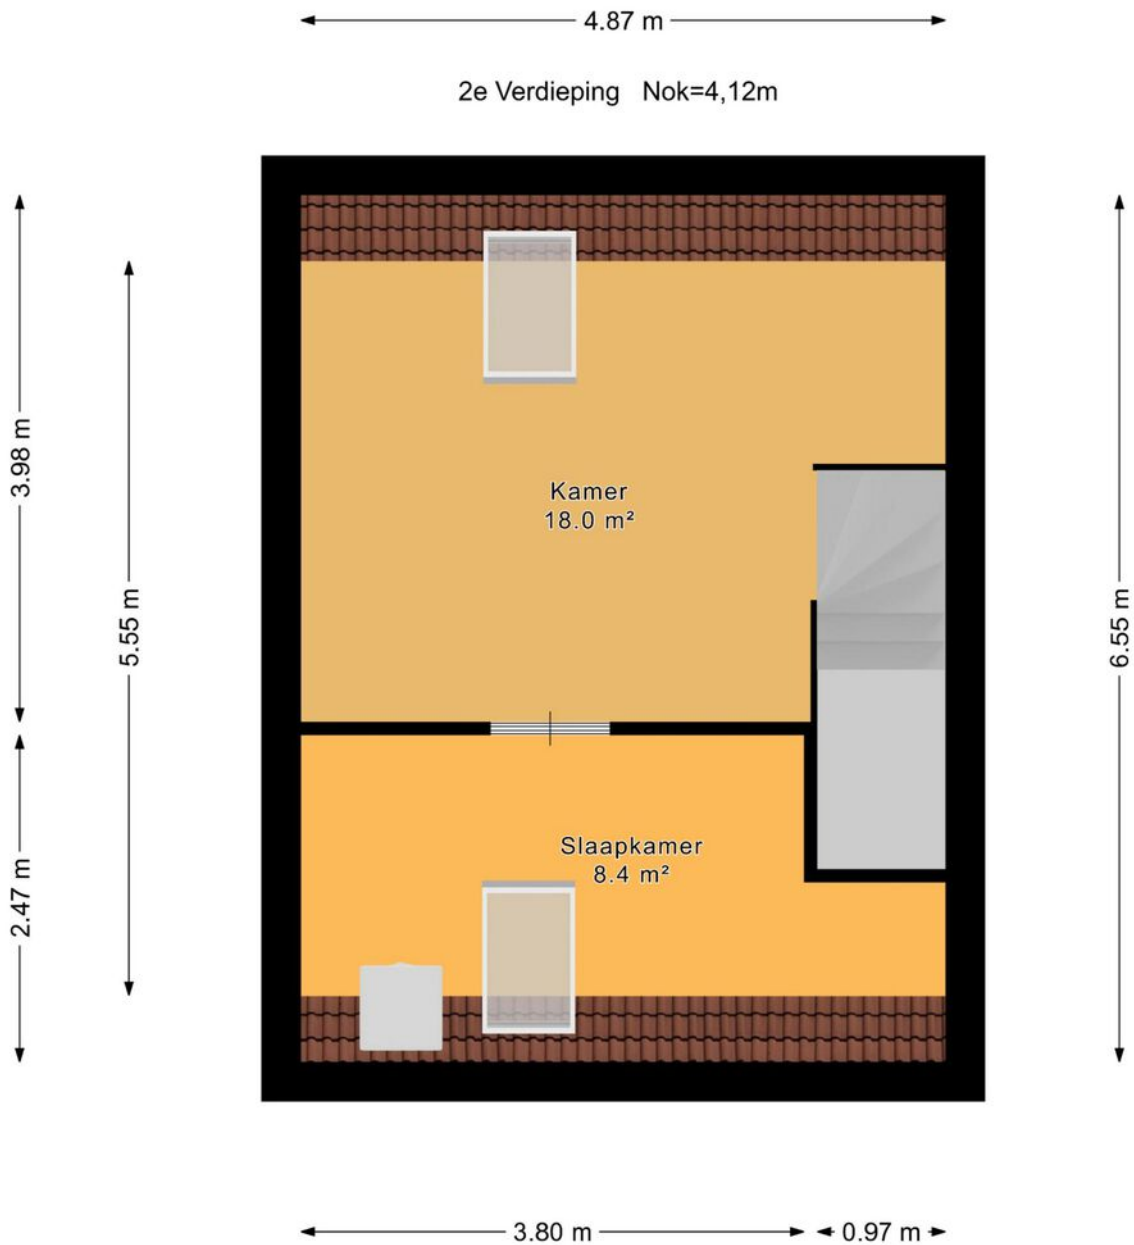 4.87 m
2e Verdieping Nok=4,12m
3.98 m
5.55 m
6.55 m
2.47 m
Kamer
18.0 m²
Slaapkamer
8.4 m²
3.80 m
0.97 m